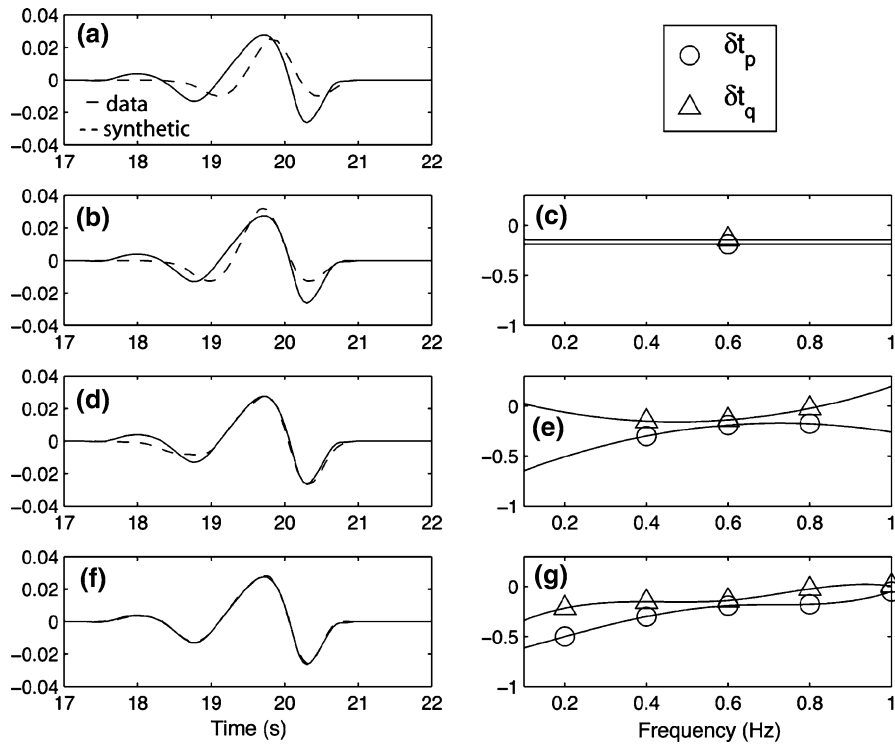 0.04
0.02
0
−0.02
−0.04
(a)
– data
-- synthetic
17 18 19 20 21 22
δtp
δtq
0.04
0.02
0
−0.02
−0.04
(b)
17 18 19 20 21 22
0
−0.5
−1
(c)
0.2 0.4 0.6 0.8 1
0.04
0.02
0
−0.02
−0.04
(d)
17 18 19 20 21 22
0
−0.5
−1
(e)
0.2 0.4 0.6 0.8 1
0.04
0.02
0
−0.02
−0.04
(f)
17 18 19 20 21 22
Time (s)
0
−0.5
−1
(g)
0.2 0.4 0.6 0.8 1
Frequency (Hz)